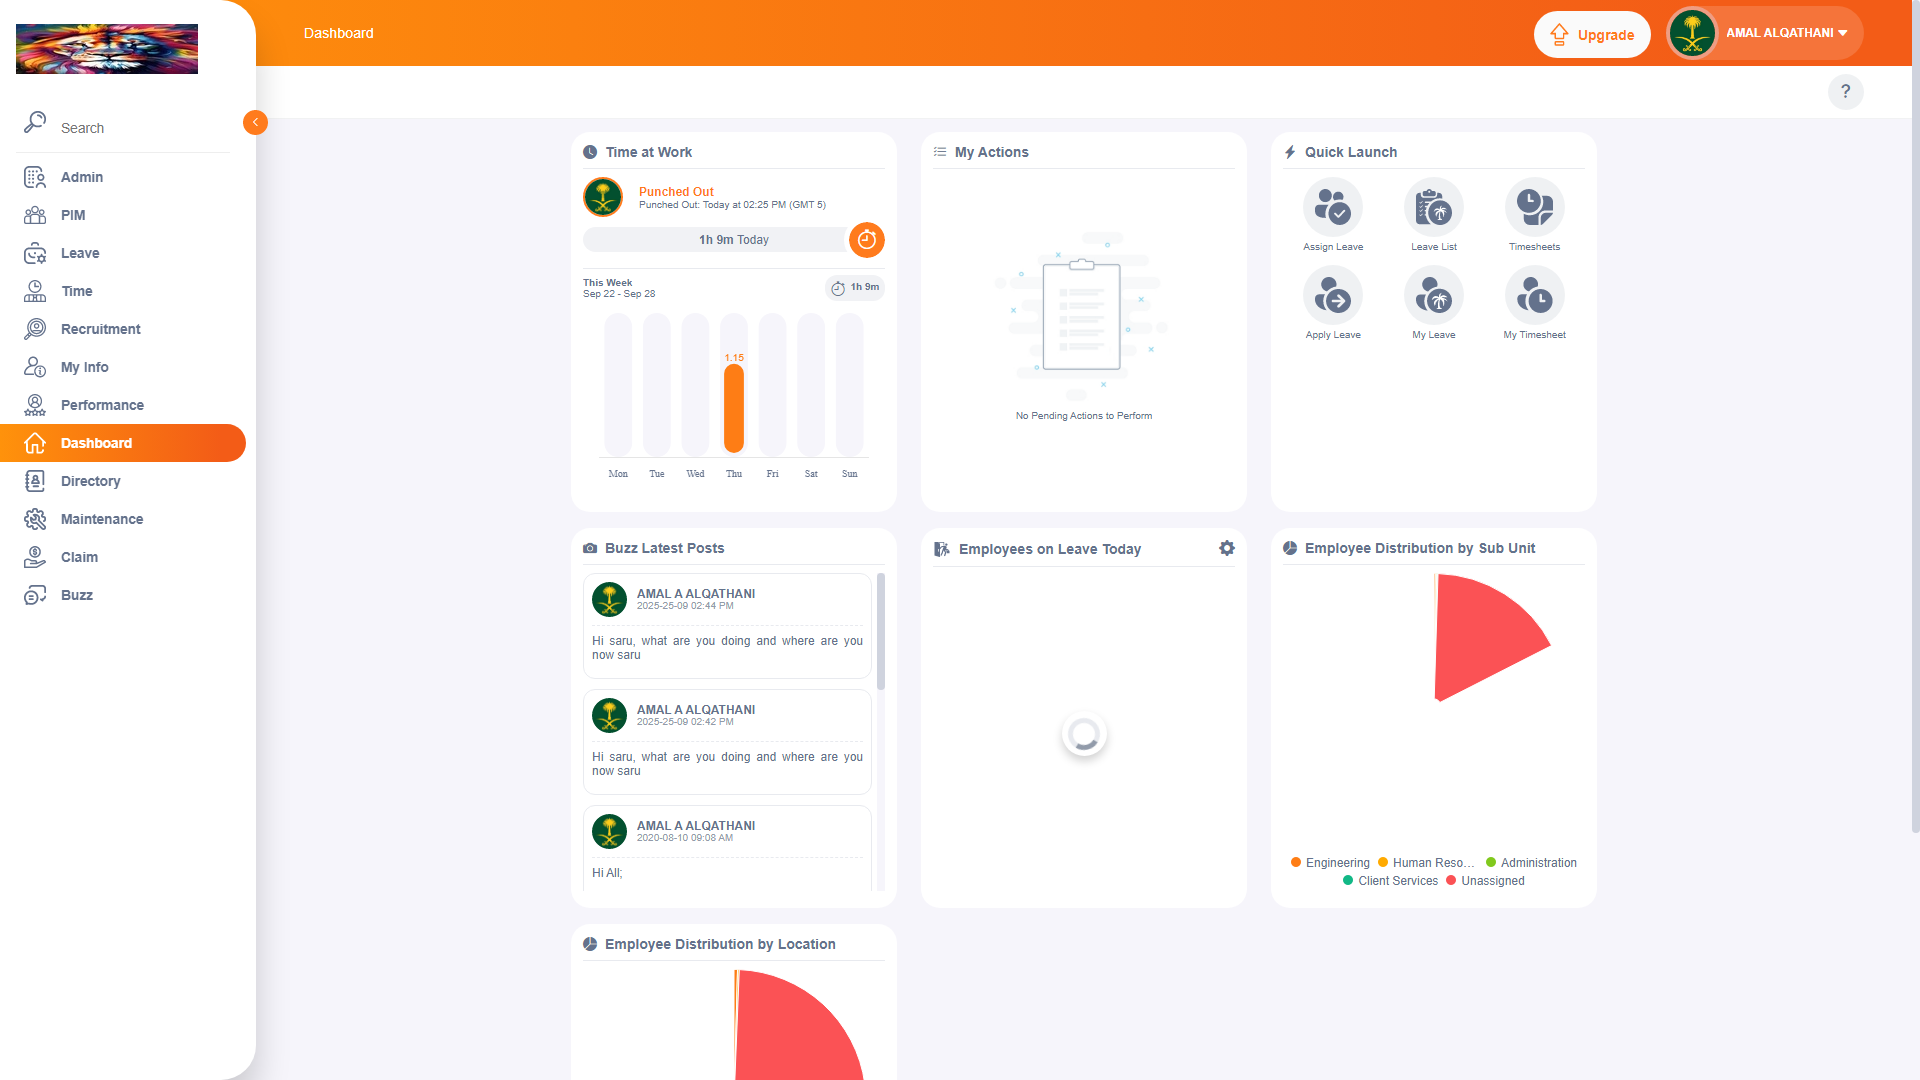 Dashboard
Upgrade
AMAL ALQATHANI
?
Search
Admin
PIM
Leave
Time
Recruitment
My Info
Performance
Dashboard
Directory
Maintenance
Claim
Buzz
Time at Work
Punched Out
Punched Out: Today at 02:25 PM (GMT 5)
1h 9m Today
This Week
Sep 22 - Sep 28
1h 9m
1.15
Mon Tue Wed Thu Fri Sat Sun
My Actions
No Pending Actions to Perform
Quick Launch
Assign Leave
Leave List
Timesheets
Apply Leave
My Leave
My Timesheet
Buzz Latest Posts
AMAL A ALQATHANI
2025-25-09 02:44 PM
Hi saru, what are you doing and where are you
now saru
AMAL A ALQATHANI
2025-25-09 02:42 PM
Hi saru, what are you doing and where are you
now saru
AMAL A ALQATHANI
2020-08-10 09:08 AM
Hi All;
Employees on Leave Today
Employee Distribution by Sub Unit
Engineering Human Reso... Administration
Client Services Unassigned
Employee Distribution by Location